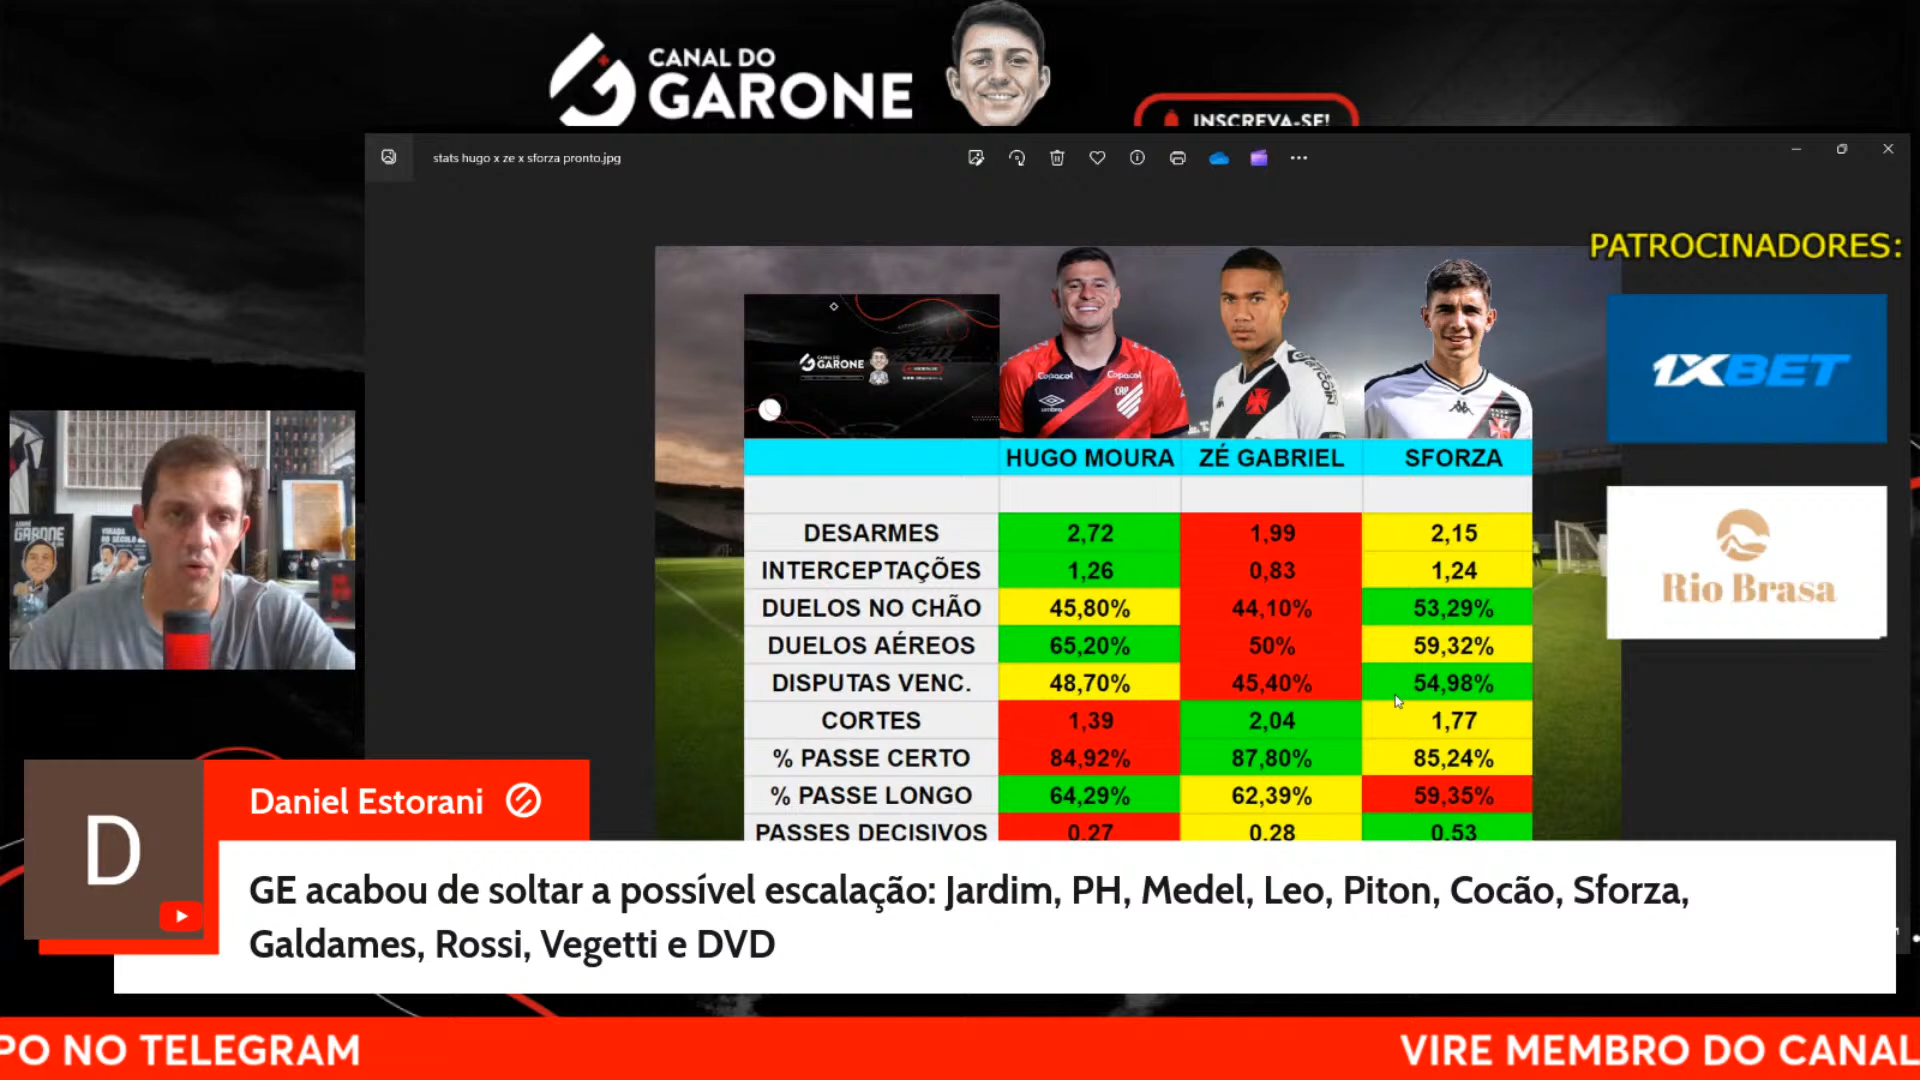 CANAL DO
GARONE
INSCREVA-SE!
stats hugo x ze x sforza pronto.jpg
PATROCINADORES:
1XBET
Rio Brasa
GARONE
Copacol Copacol
CAP
umbro
HUGO MOURA ZÉ GABRIEL SFORZA
DESARMES 2,72 1,99 2,15
INTERCEPTAÇÕES 1,26 0,83 1,24
DUELOS NO CHÃO 45,80% 44,10% 53,29%
DUELOS AÉREOS 65,20% 50% 59,32%
DISPUTAS VENC. 48,70% 45,40% 54,98%
CORTES 1,39 2,04 1,77
% PASSE CERTO 84,92% 87,80% 85,24%
% PASSE LONGO 64,29% 62,39% 59,35%
PASSES DECISIVOS 0,27 0,28 0,53
GARONE
D
Daniel Estorani
GE acabou de soltar a possível escalação: Jardim, PH, Medel, Leo, Piton, Cocão, Sforza,
Galdames, Rossi, Vegetti e DVD
PO NO TELEGRAM VIRE MEMBRO DO CANAL